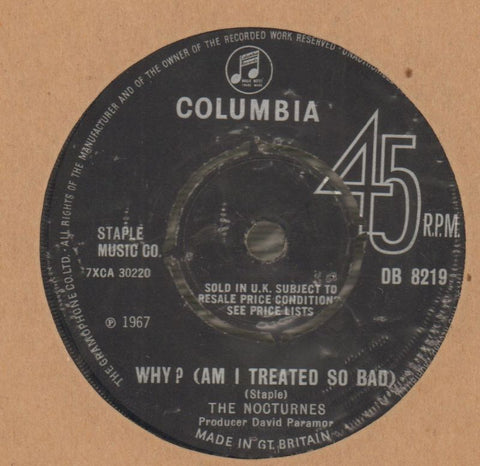 THE GRAMOPHONE CO. LTD. ALL RIGHTS OF THE MANUFACTURER AND OF THE OWNER OF THE RECORDED WORK RESERVED
COLUMBIA
45
R.P.M.
STAPLE
MUSIC CO.
7XCA 30220
DB 8219
SOLD IN U.K. SUBJECT TO
RESALE PRICE CONDITION
SEE PRICE LISTS
℗ 1967
WHY? (AM I TREATED SO BAD)
(Staple)
THE NOCTURNES
Producer David Paramor
MADE IN GT. BRITAIN